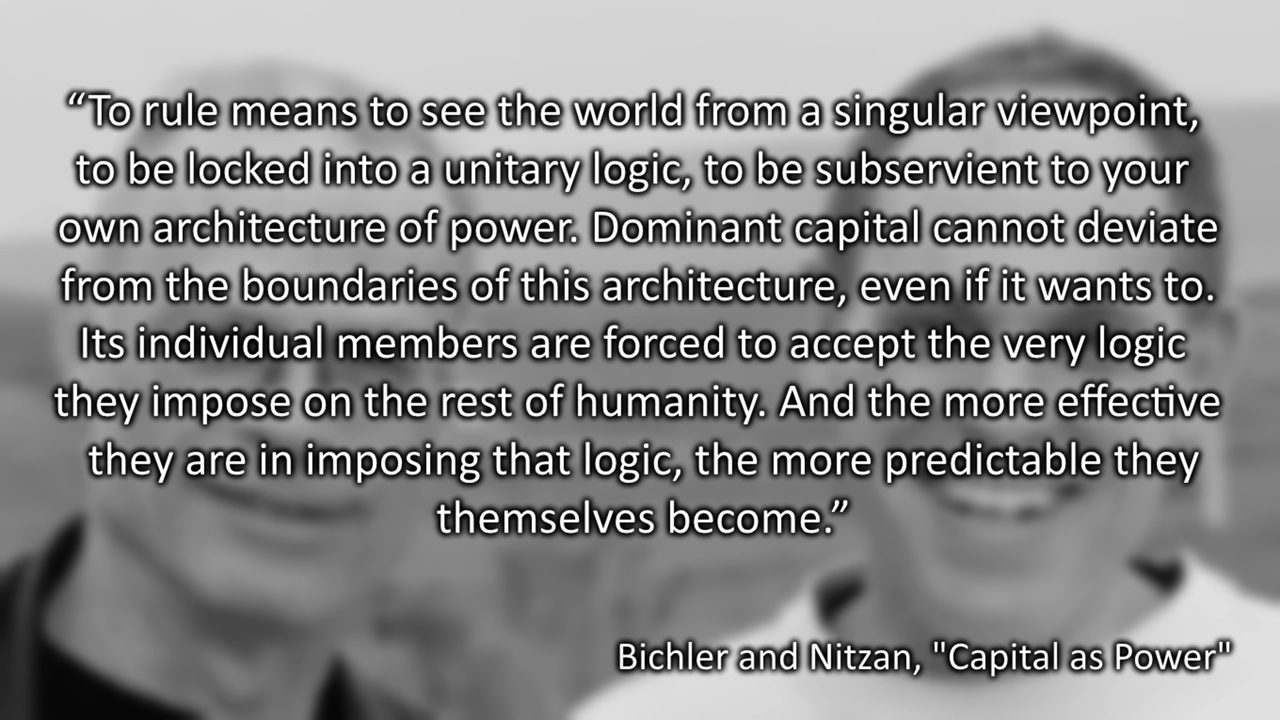 “To rule means to see the world from a singular viewpoint,
to be locked into a unitary logic, to be subservient to your
own architecture of power. Dominant capital cannot deviate
from the boundaries of this architecture, even if it wants to.
Its individual members are forced to accept the very logic
they impose on the rest of humanity. And the more effective
they are in imposing that logic, the more predictable they
themselves become.”
Bichler and Nitzan, "Capital as Power"